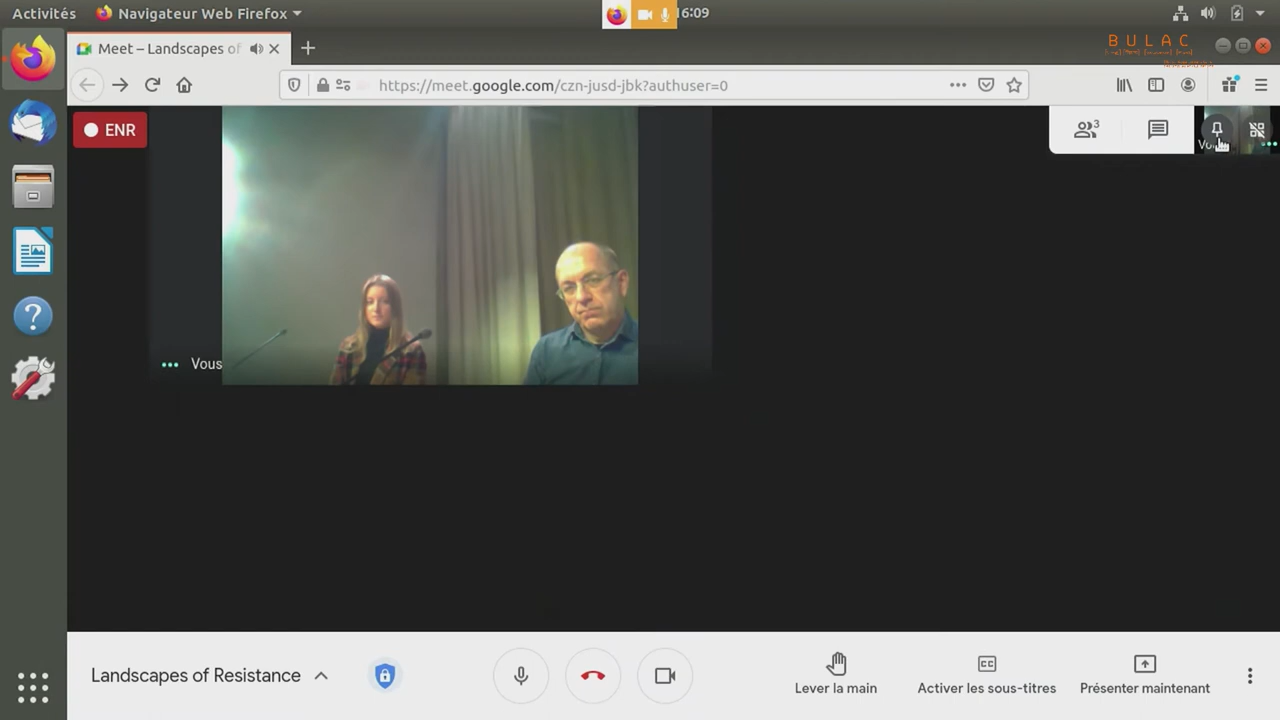 Activités
Navigateur Web Firefox
16:09
Meet – Landscapes of
BULAC
https://meet.google.com/czn-jusd-jbk?authuser=0
ENR
3
Vous
Landscapes of Resistance
Lever la main
Activer les sous-titres
Présenter maintenant